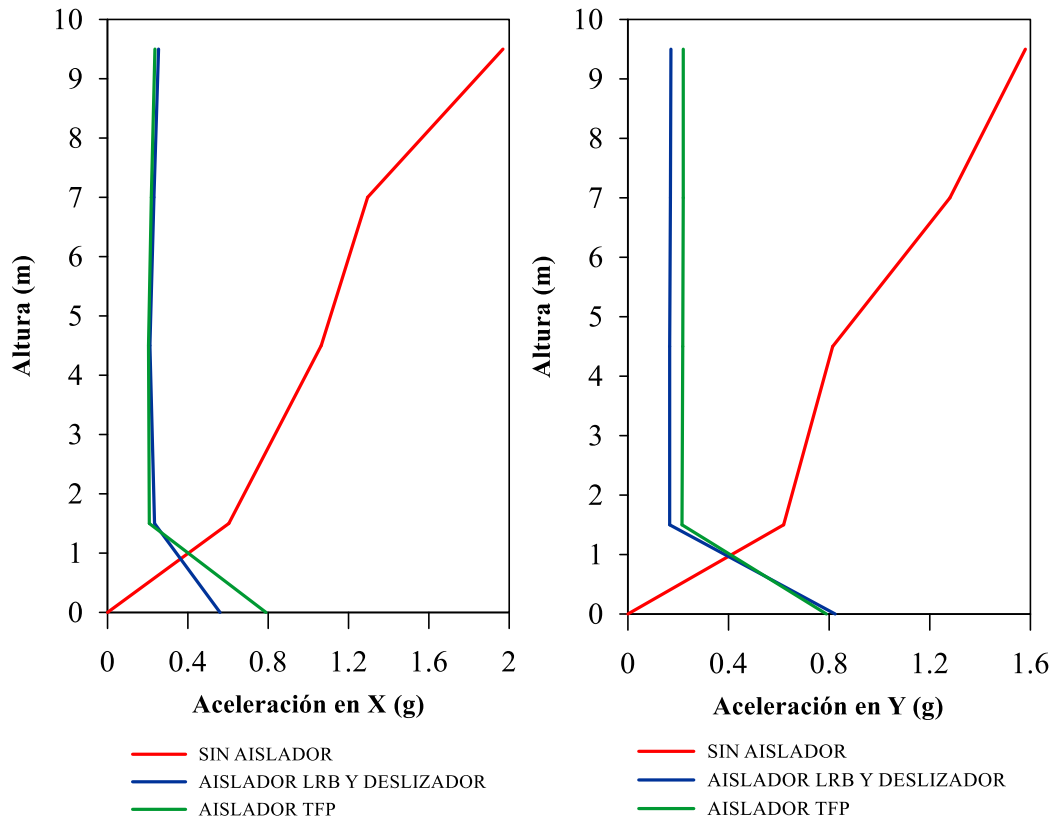 10
9
8
7
6
5
4
3
2
1
0
Altura (m)
0 0.4 0.8 1.2 1.6 2
Aceleración en X (g)
SIN AISLADOR
AISLADOR LRB Y DESLIZADOR
AISLADOR TFP
10
9
8
7
6
5
4
3
2
1
0
Altura (m)
0 0.4 0.8 1.2 1.6
Aceleración en Y (g)
SIN AISLADOR
AISLADOR LRB Y DESLIZADOR
AISLADOR TFP